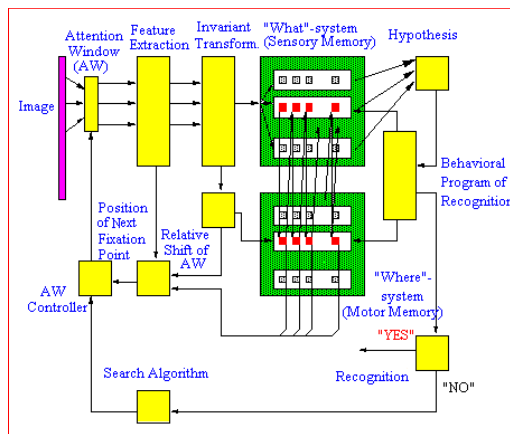 Attention
Window
(AW)
Feature
Extraction
Invariant
Transform.
"What"-system
(Sensory Memory)
Hypothesis
Image
Behavioral
Program of
Recognition
Position
of Next
Fixation
Point
Relative
Shift of
AW
AW
Controller
"Where"-
system
(Motor Memory)
"YES"
Recognition
"NO"
Search Algorithm